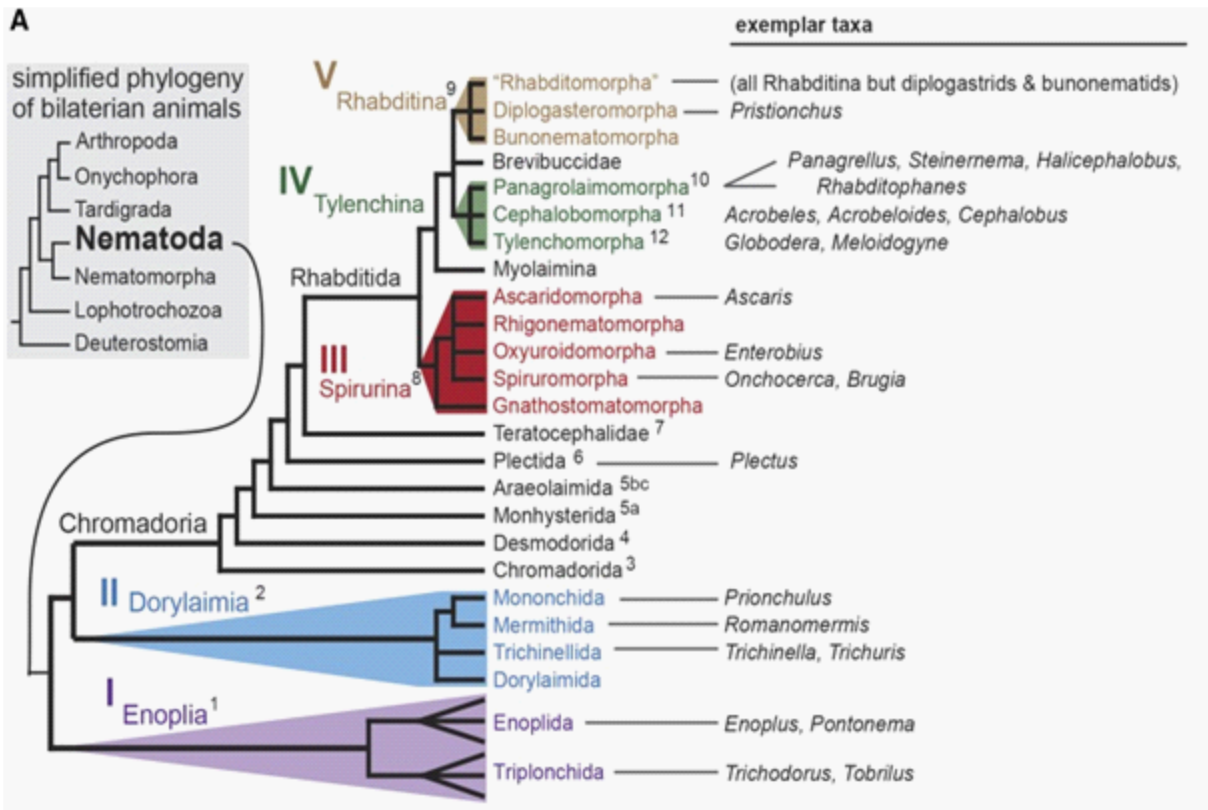 A
exemplar taxa
simplified phylogeny
of bilaterian animals
Arthropoda
Onychophora
Tardigrada
Nematoda
Nematomorpha
Lophotrochozoa
Deuterostomia
V
Rhabditina 9
"Rhabditomorpha" (all Rhabditina but diplogastrids & bunonematids)
Diplogasteromorpha Pristionchus
Bunonematomorpha
Brevibuccidae
IV
Tylenchina
Panagrolaimomorpha 10 Panagrellus, Steinernema, Halicephalobus,
Rhabditophanes
Cephalobomorpha 11 Acrobeles, Acrobeloides, Cephalobus
Tylenchomorpha 12 Globodera, Meloidogyne
Myolaimina
Rhabditida
III
Spirurina 8
Ascaridomorpha Ascaris
Rhigonematomorpha
Oxyuroidomorpha Enterobius
Spiruromorpha Onchocerca, Brugia
Gnathostomatomorpha
Teratocephalidae 7
Plectida 6 Plectus
Araeolaimida 5bc
Monhysterida 5a
Desmodorida 4
Chromadorida 3
Chromadoria
II
Dorylaimia 2
Mononchida Prionchulus
Mermithida Romanomermis
Trichinellida Trichinella, Trichuris
Dorylaimida
I
Enoplia 1
Enoplida Enoplus, Pontonema
Triplonchida Trichodorus, Tobrilus